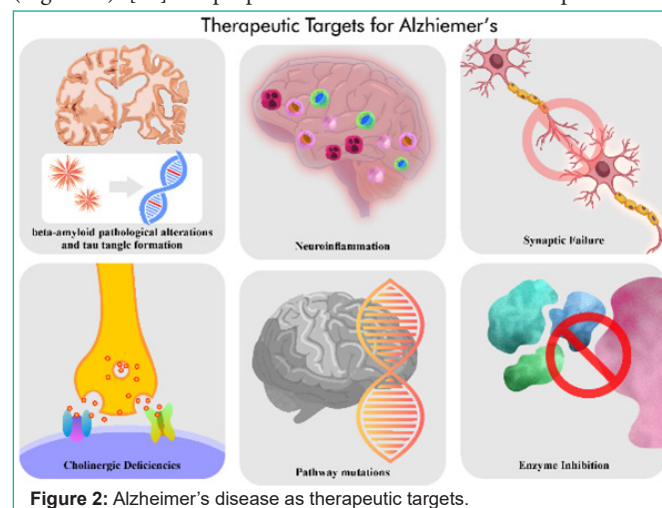 Therapeutic Targets for Alzhiemer's
beta-amyloid pathological alterations
and tau tangle formation
Neuroinflammation
Synaptic Failure
Cholinergic Deficiencies
Pathway mutations
Enzyme Inhibition
Figure 2: Alzheimer's disease as therapeutic targets.